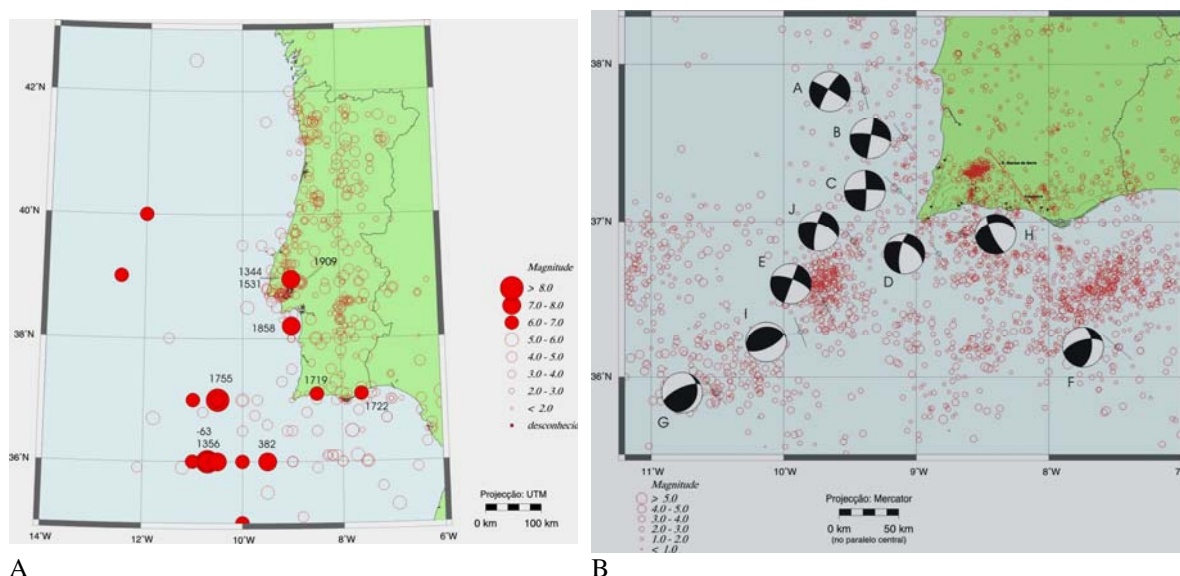 42°N
40°N
38°N
36°N
14°W
12°W
10°W
8°W
6°W
1344
1531
1909
1858
1719
1722
1755
-63
1356
382
Magnitude
> 8.0
7.0 - 8.0
6.0 - 7.0
5.0 - 6.0
4.0 - 5.0
3.0 - 4.0
2.0 - 3.0
< 2.0
desconhecida
Projecção: UTM
0 km 100 km
A
38°N
37°N
36°N
11°W
10°W
9°W
8°W
A
B
C
J
D
H
E
I
F
G
Magnitude
> 5.0
4.0 - 5.0
3.0 - 4.0
2.0 - 3.0
1.0 - 2.0
< 1.0
Projecção: Mercator
0 km 50 km
(no paralelo central)
B